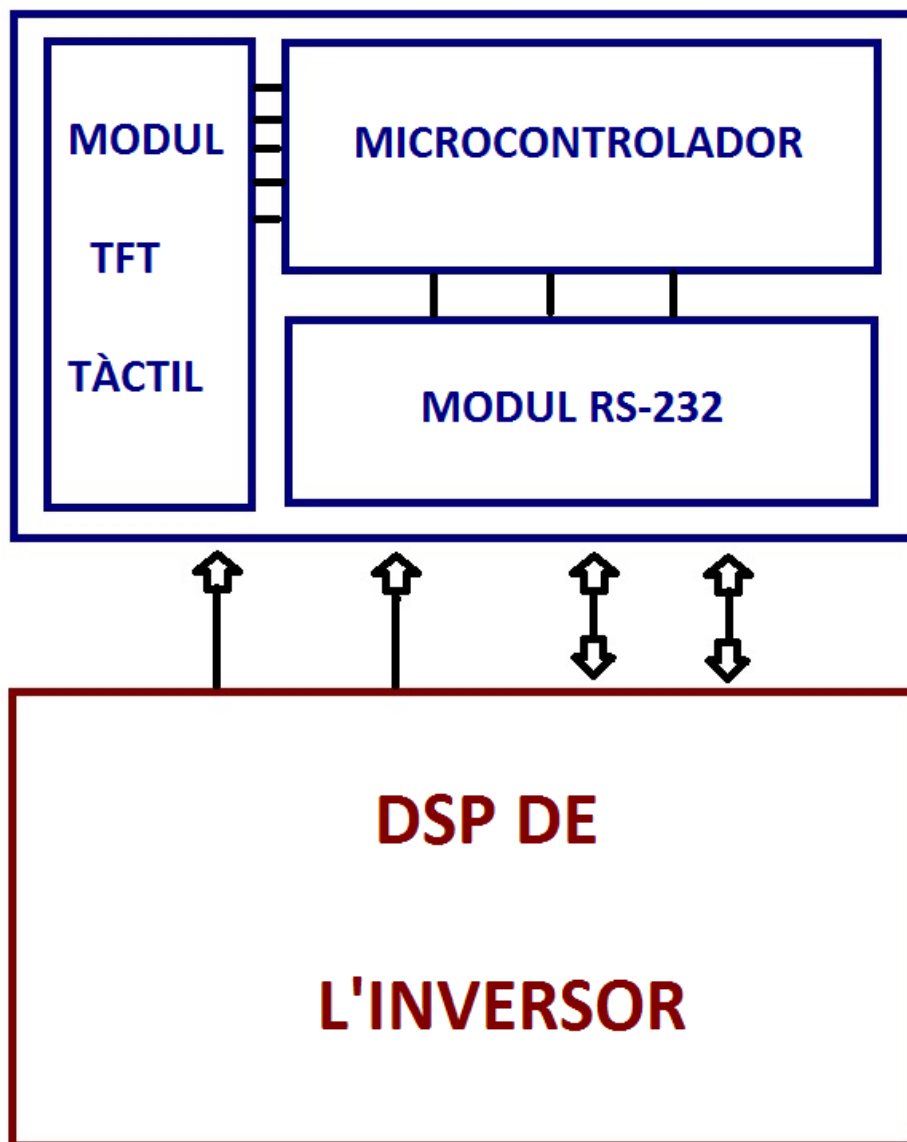 MODUL
TFT
TÀCTIL
MICROCONTROLADOR
MODUL RS-232
DSP DE
L'INVERSOR